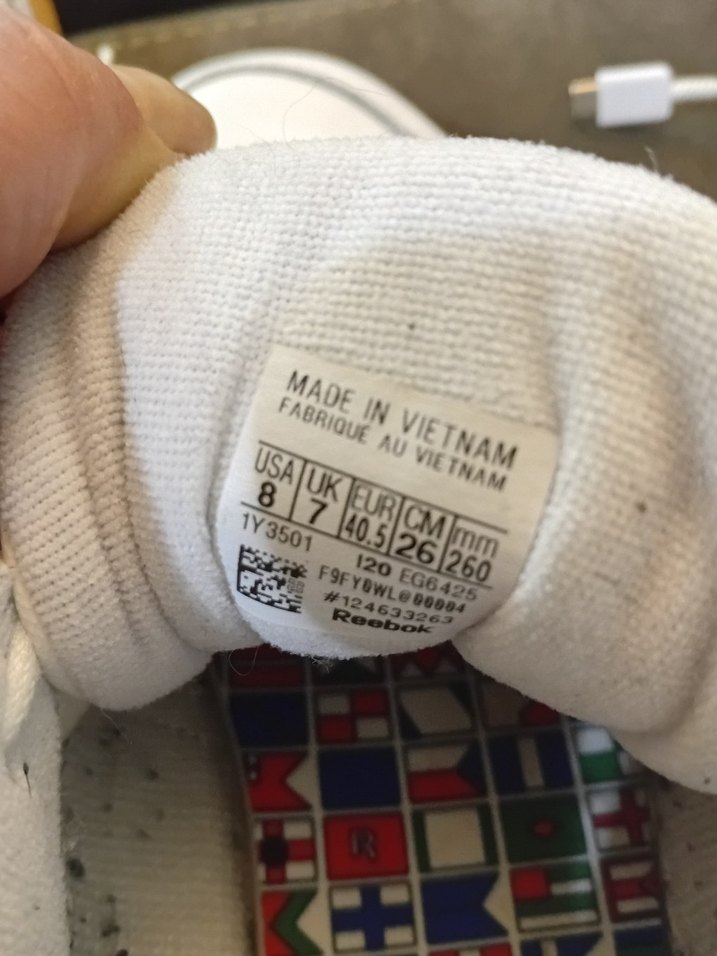 MADE IN VIETNAM
FABRIQUÉ AU VIETNAM
USA UK EUR CM mm
8 7 40.5 26 260
1Y3501 I20 EG6425
F9FY0WL@00004
#124633263
Reebok
R